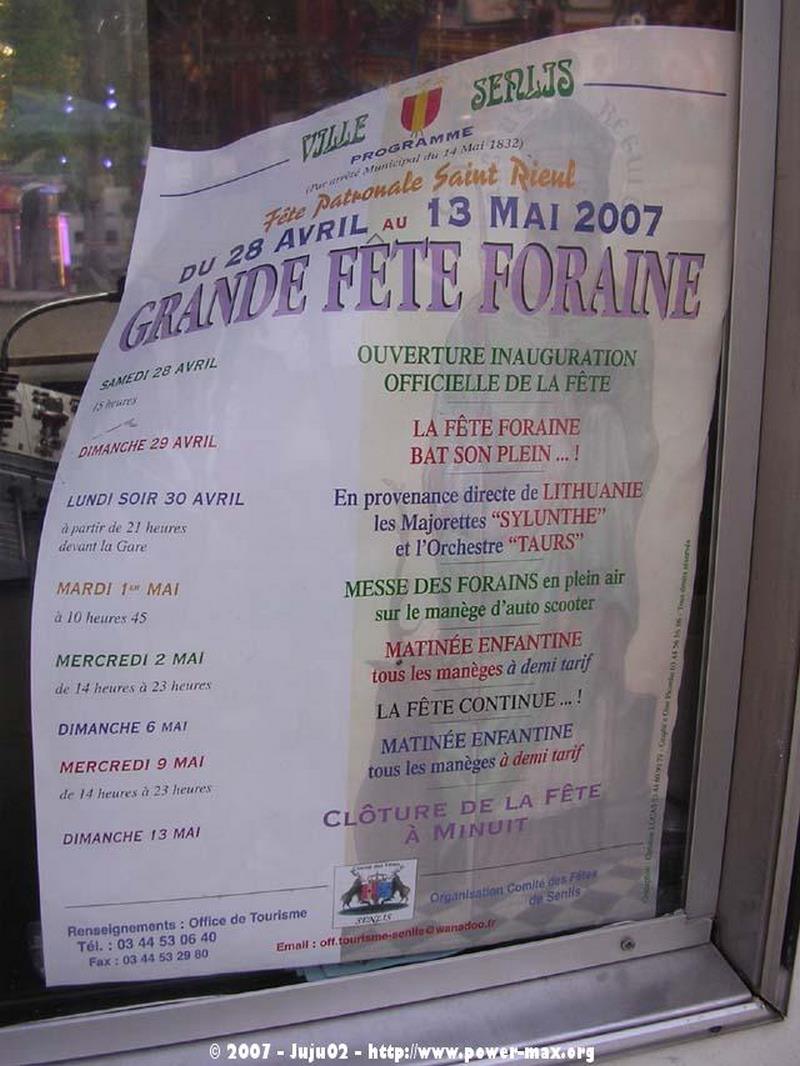 VILLE SENLIS
PROGRAMME
(Par arrêté Municipal du 14 Mai 1832)
Fête Patronale Saint Rieul
DU 28 AVRIL AU 13 MAI 2007
GRANDE FÊTE FORAINE
SAMEDI 28 AVRIL
15 heures
OUVERTURE INAUGURATION
OFFICIELLE DE LA FÊTE
DIMANCHE 29 AVRIL
LA FÊTE FORAINE
BAT SON PLEIN ... !
LUNDI SOIR 30 AVRIL
à partir de 21 heures
devant la Gare
En provenance directe de LITHUANIE
les Majorettes “SYLUNTHE”
et l'Orchestre “TAURS”
MARDI 1ER MAI
à 10 heures 45
MESSE DES FORAINS en plein air
sur le manège d'auto scooter
MERCREDI 2 MAI
de 14 heures à 23 heures
MATINÉE ENFANTINE
tous les manèges à demi tarif
DIMANCHE 6 MAI
LA FÊTE CONTINUE ... !
MERCREDI 9 MAI
de 14 heures à 23 heures
MATINÉE ENFANTINE
tous les manèges à demi tarif
DIMANCHE 13 MAI
CLÔTURE DE LA FÊTE
À MINUIT
Renseignements : Office de Tourisme
Tél. : 03 44 53 06 40
Fax : 03 44 53 29 80
SENLIS
Email : off.tourisme-senlis@wanadoo.fr
Organisation Comité des Fêtes
de Senlis
Tous droits réservés
© 2007 - Juju02 - http://www.power-max.org